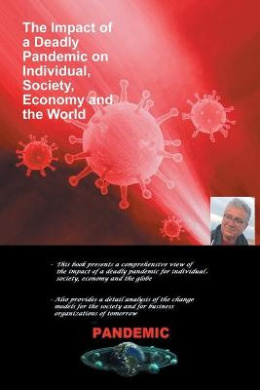 The Impact of
a Deadly
Pandemic on
Individual,
Society,
Economy and
the World
- This book presents a comprehensive view of
the impact of a deadly pandemic for individual,
society, economy and the globe
- Also provides a detail analysis of the change
models for the society and for business
organizations of tomorrow
PANDEMIC